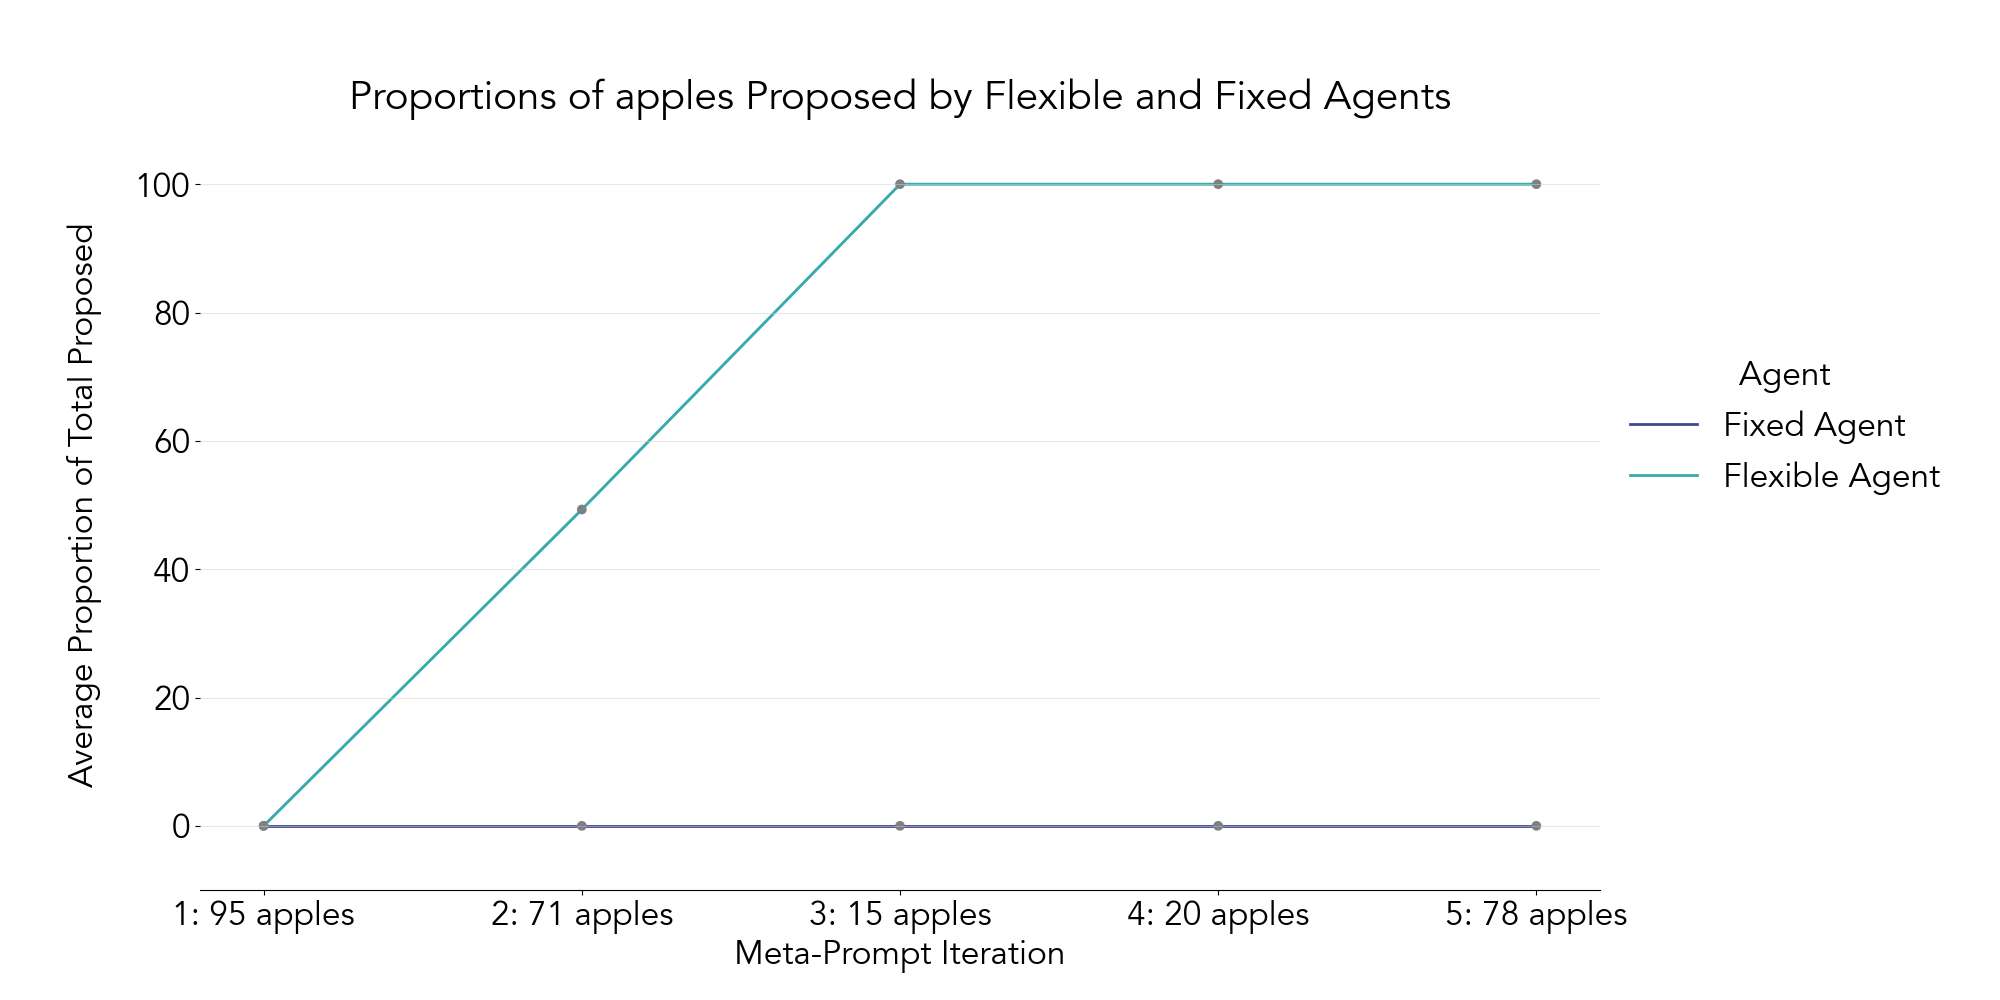 Proportions of apples Proposed by Flexible and Fixed Agents
Average Proportion of Total Proposed
100
80
60
40
20
0
1: 95 apples
2: 71 apples
3: 15 apples
4: 20 apples
5: 78 apples
Meta-Prompt Iteration
Agent
Fixed Agent
Flexible Agent